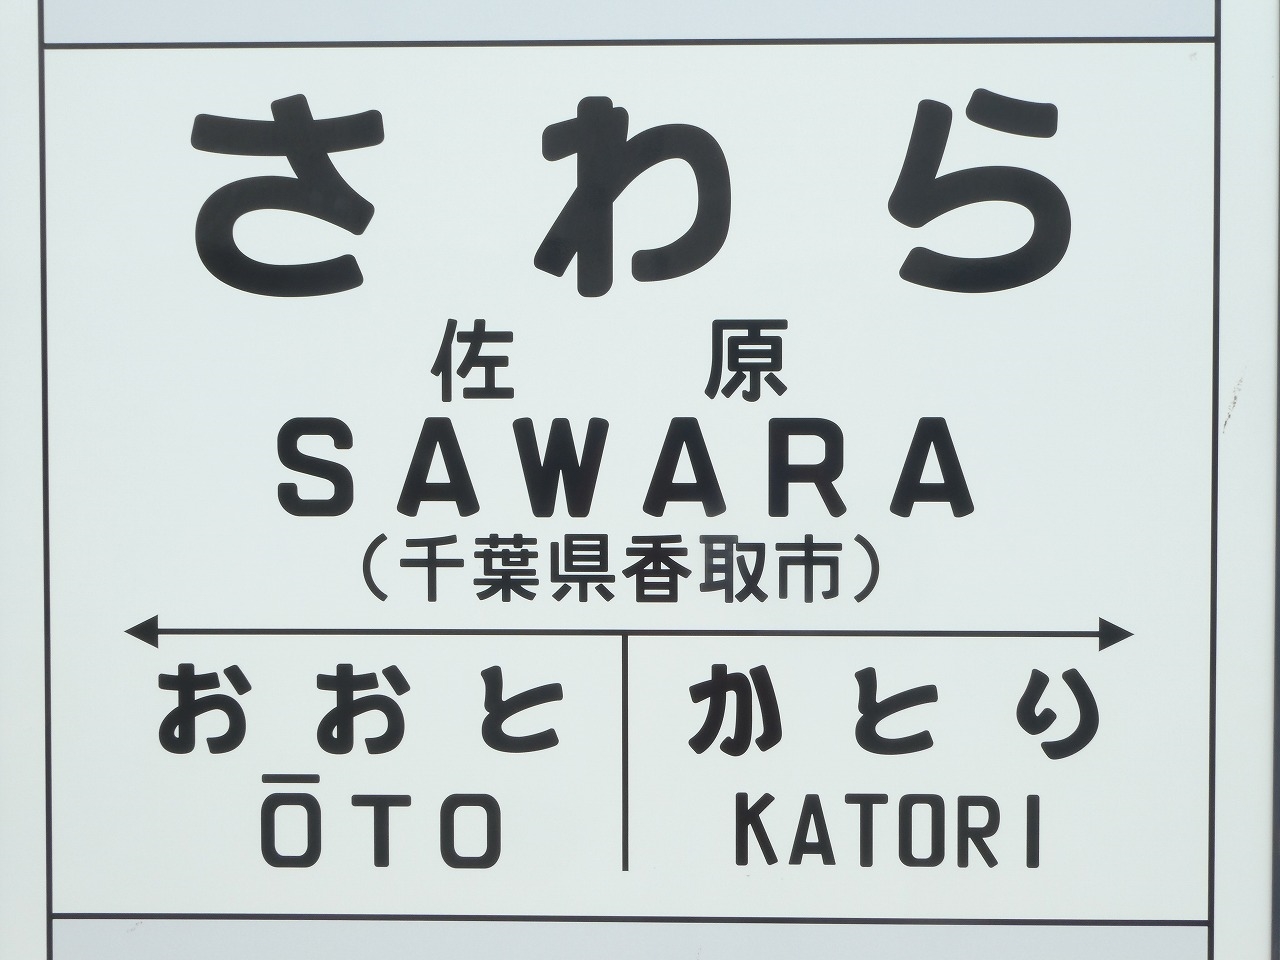 さわら
佐原
SAWARA
（千葉県香取市）
おおと かとり
ŌTO KATORI